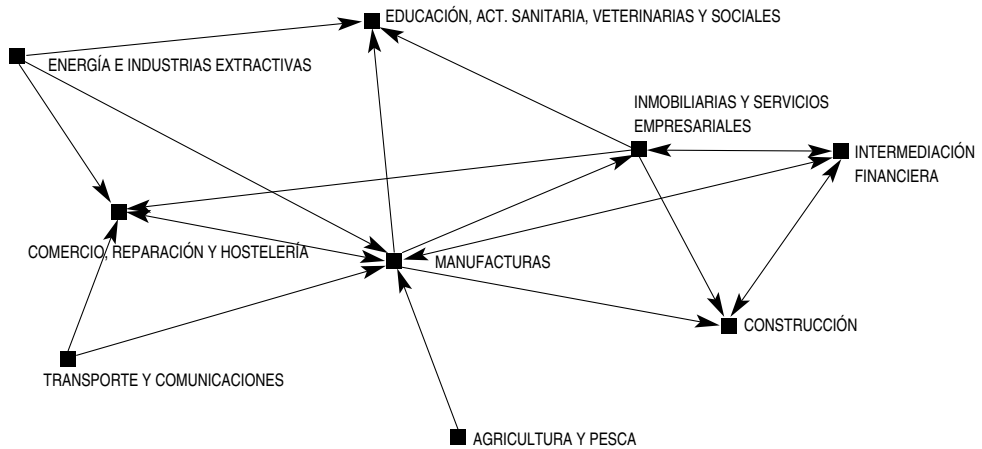 EDUCACIÓN, ACT. SANITARIA, VETERINARIAS Y SOCIALES
ENERGÍA E INDUSTRIAS EXTRACTIVAS
INMOBILIARIAS Y SERVICIOS
EMPRESARIALES
INTERMEDIACIÓN
FINANCIERA
COMERCIO, REPARACIÓN Y HOSTELERÍA
MANUFACTURAS
CONSTRUCCIÓN
TRANSPORTE Y COMUNICACIONES
AGRICULTURA Y PESCA